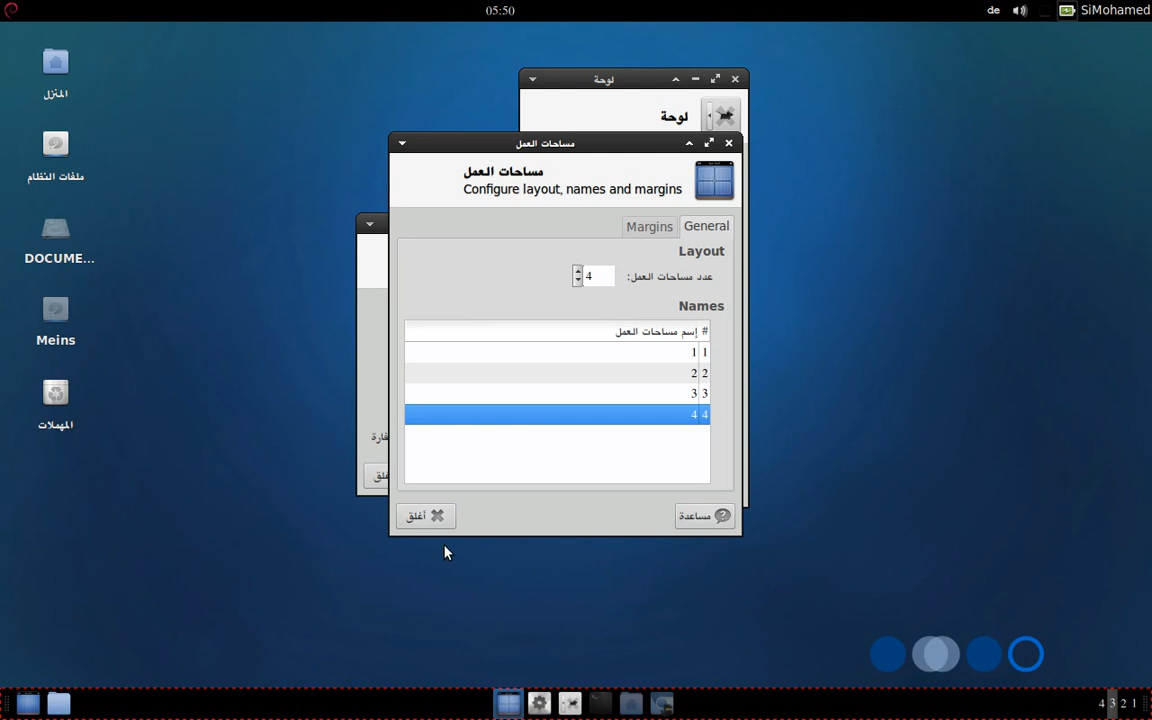 05:50
de
SiMohamed
المنزل
ملفات النظام
DOCUME...
Meins
المهملات
لوحة
لوحة
مساحات العمل
مساحات العمل
Configure layout, names and margins
General
Margins
Layout
عدد مساحات العمل:
4
Names
# إسم مساحات العمل
1 1
2 2
3 3
4 4
أغلق
مساعدة
4 3 2 1